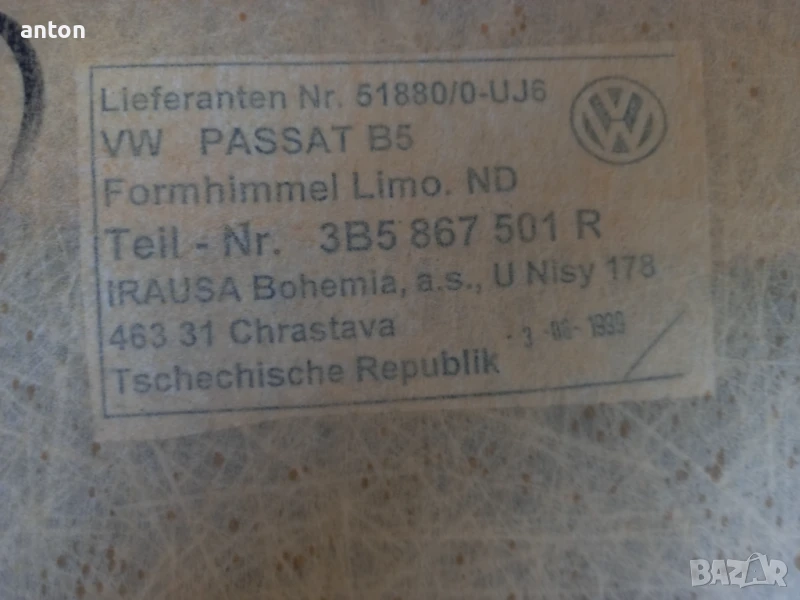 anton
Lieferanten Nr. 51880/0-UJ6
VW PASSAT B5
Formhimmel Limo. ND
Teil - Nr. 3B5 867 501 R
IRAUSA Bohemia, a.s., U Nisy 178
463 31 Chrastava
Tschechische Republik
BAZAR